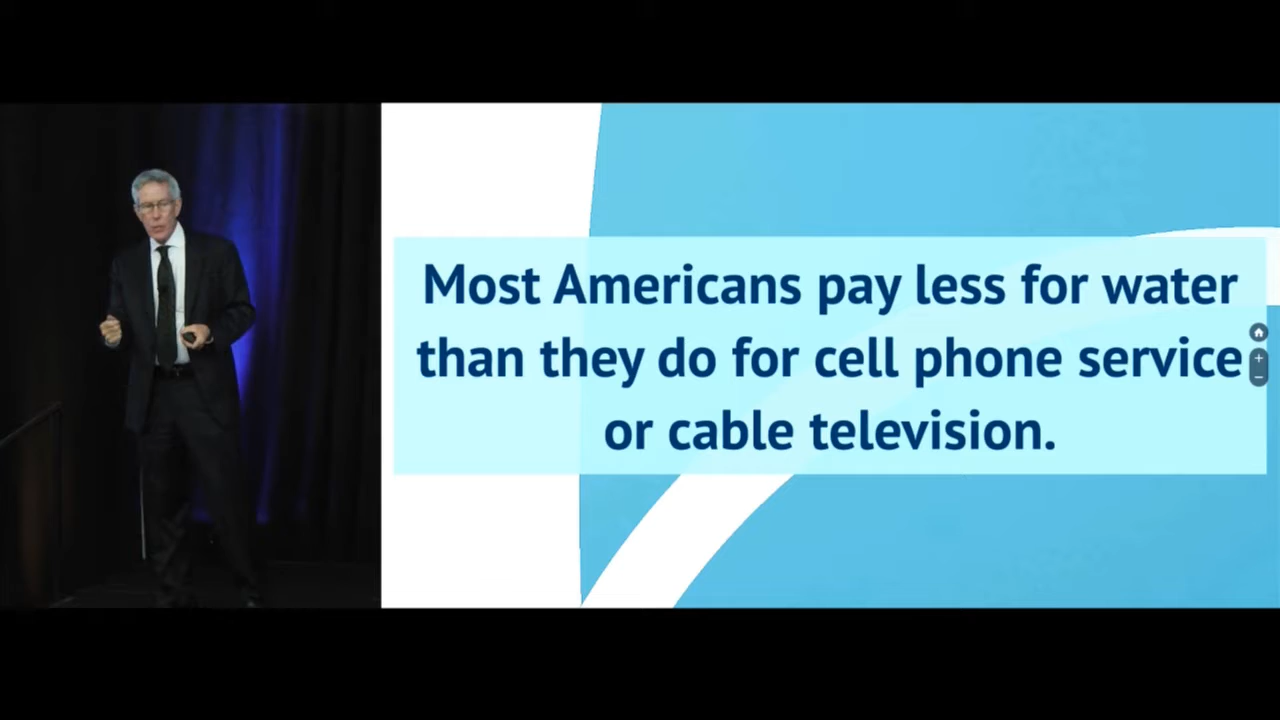 Most Americans pay less for water
than they do for cell phone service
or cable television.